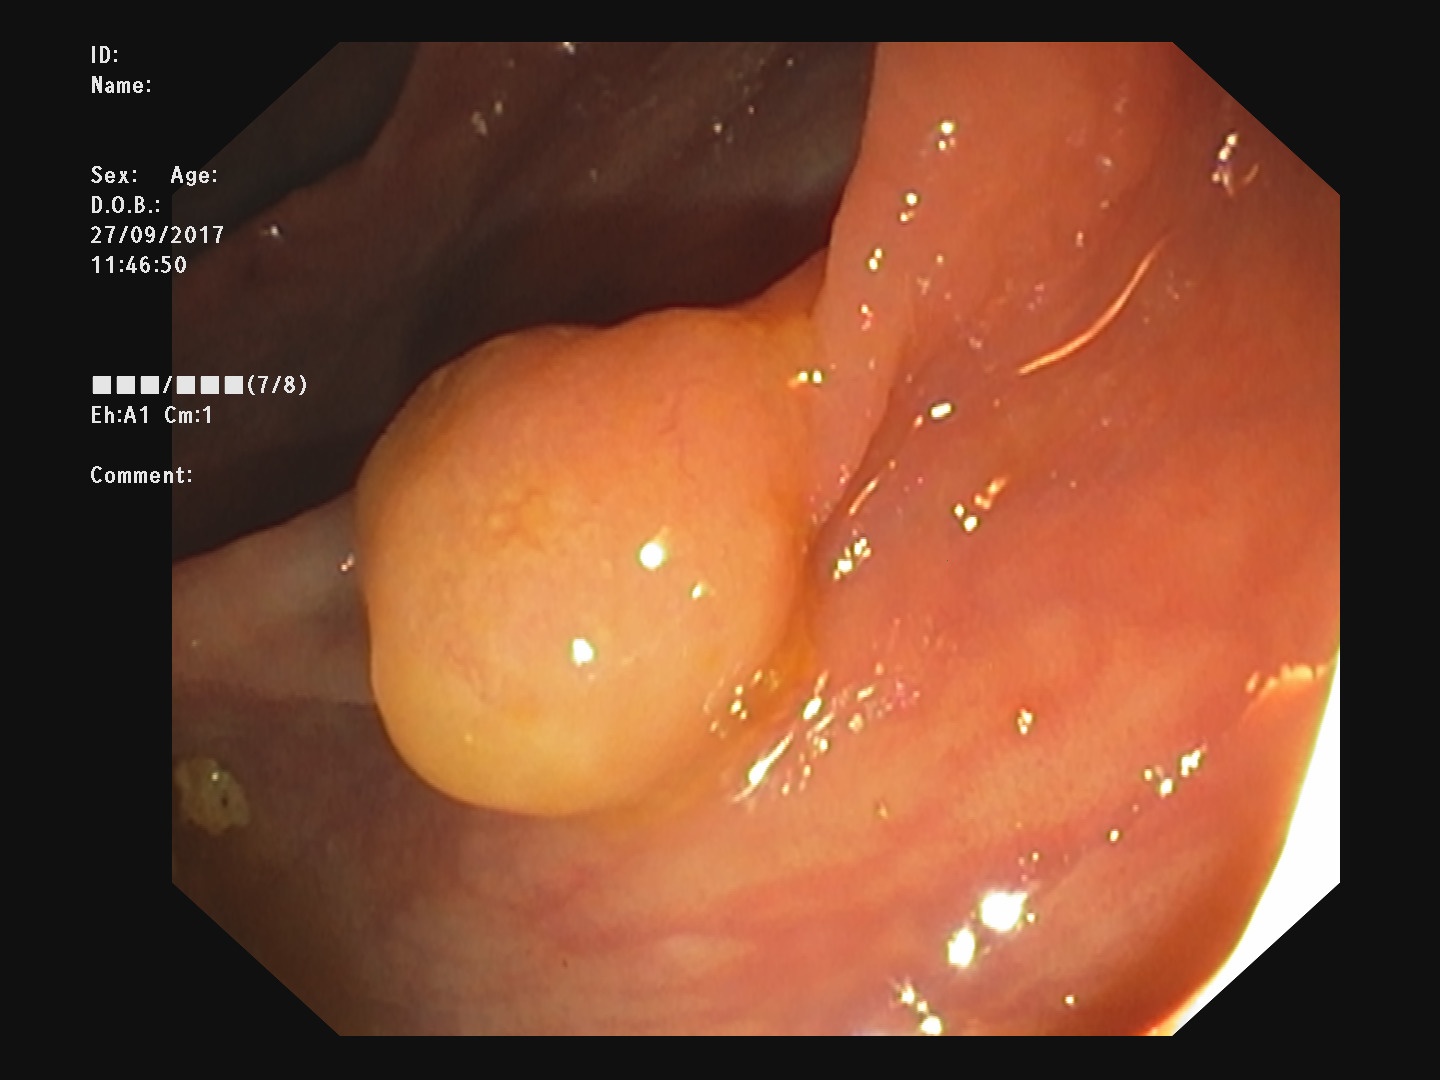 ID:
Name:
Sex: Age:
D.O.B.:
27/09/2017
11:46:50
■■■/■■■(7/8)
Eh:A1 Cm:1
Comment: